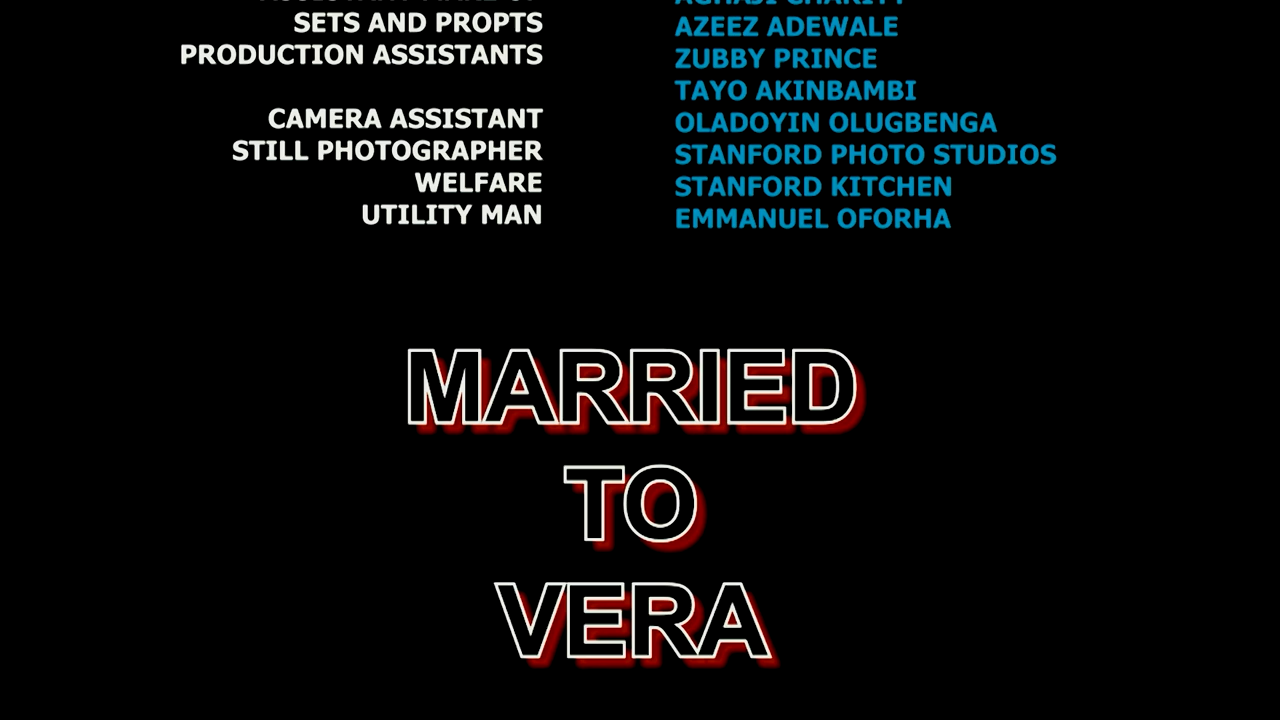 SETS AND PROPTS AZEEZ ADEWALE
PRODUCTION ASSISTANTS ZUBBY PRINCE
TAYO AKINBAMBI
CAMERA ASSISTANT OLADOYIN OLUGBENGA
STILL PHOTOGRAPHER STANFORD PHOTO STUDIOS
WELFARE STANFORD KITCHEN
UTILITY MAN EMMANUEL OFORHA
MARRIED
TO
VERA